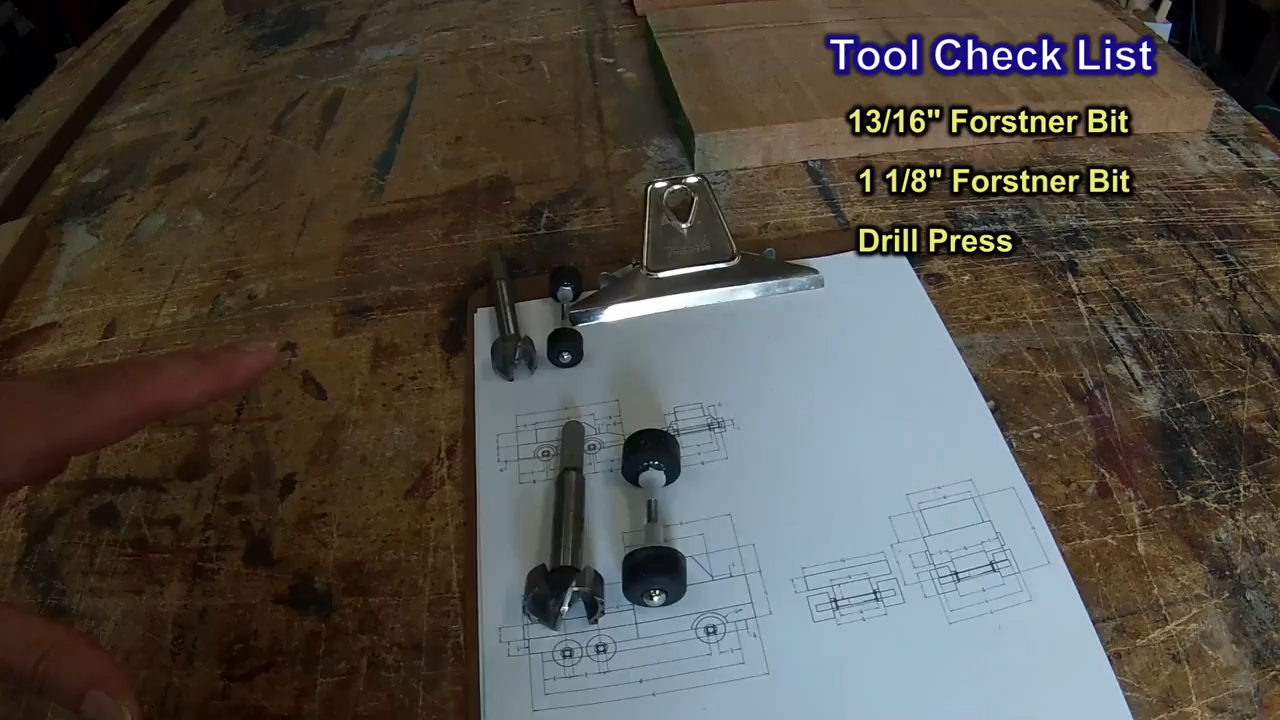 Tool Check List
13/16" Forstner Bit
1 1/8" Forstner Bit
Drill Press